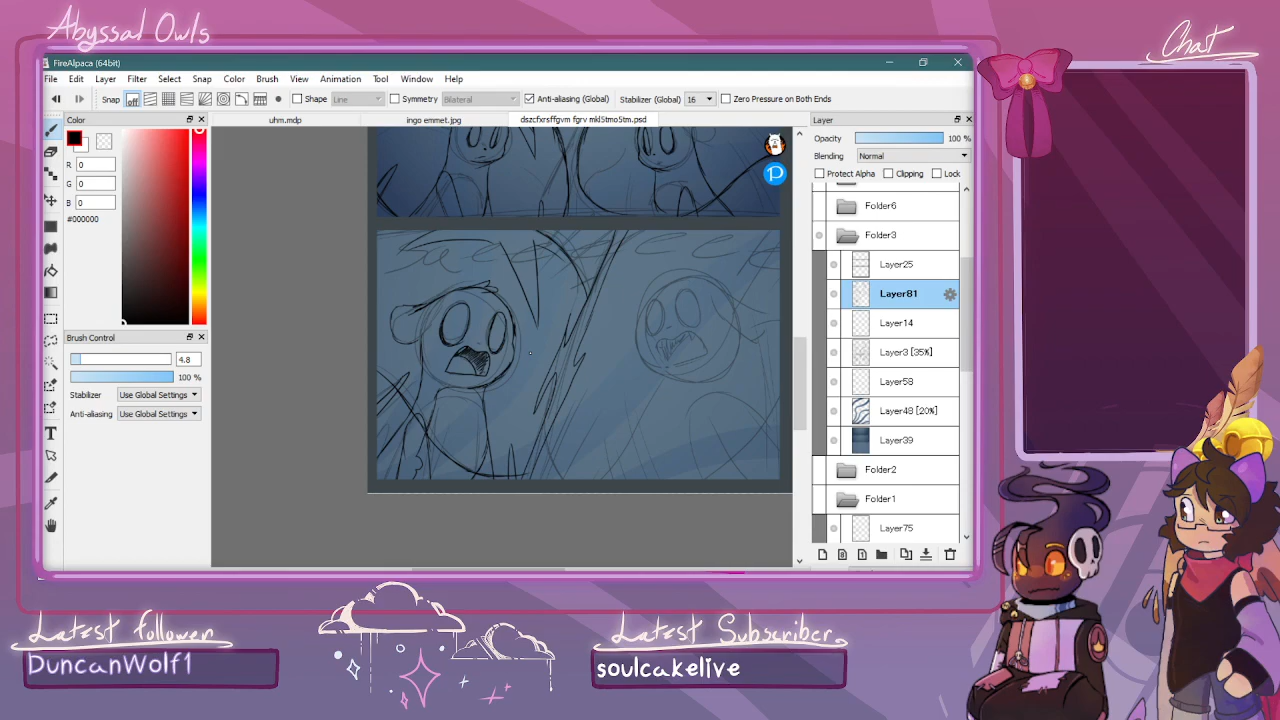 Abyssal Owls
Chat
FireAlpaca (64bit)
File Edit Layer Filter Select Snap Color Brush View Animation Tool Window Help
Snap off Shape Line Symmetry Bilateral Anti-aliasing (Global) Stabilizer (Global) 16 Zero Pressure on Both Ends
Color
uhm.mdp
ingo emmet.jpg
dszcfxrsffgvm fgrv mkl5tmo5tm.psd
Layer
R 0
G 0
B 0
#000000
Opacity 100 %
Blending Normal
Protect Alpha Clipping Lock
Folder6
Folder3
Layer25
Layer81
Layer14
Layer3 [35%]
Layer58
Layer48 [20%]
Layer39
Folder2
Folder1
Layer75
Brush Control
4.8
100 %
Stabilizer Use Global Settings
Anti-aliasing Use Global Settings
Latest follower
DuncanWolf1
Latest Subscriber
soulcakelive